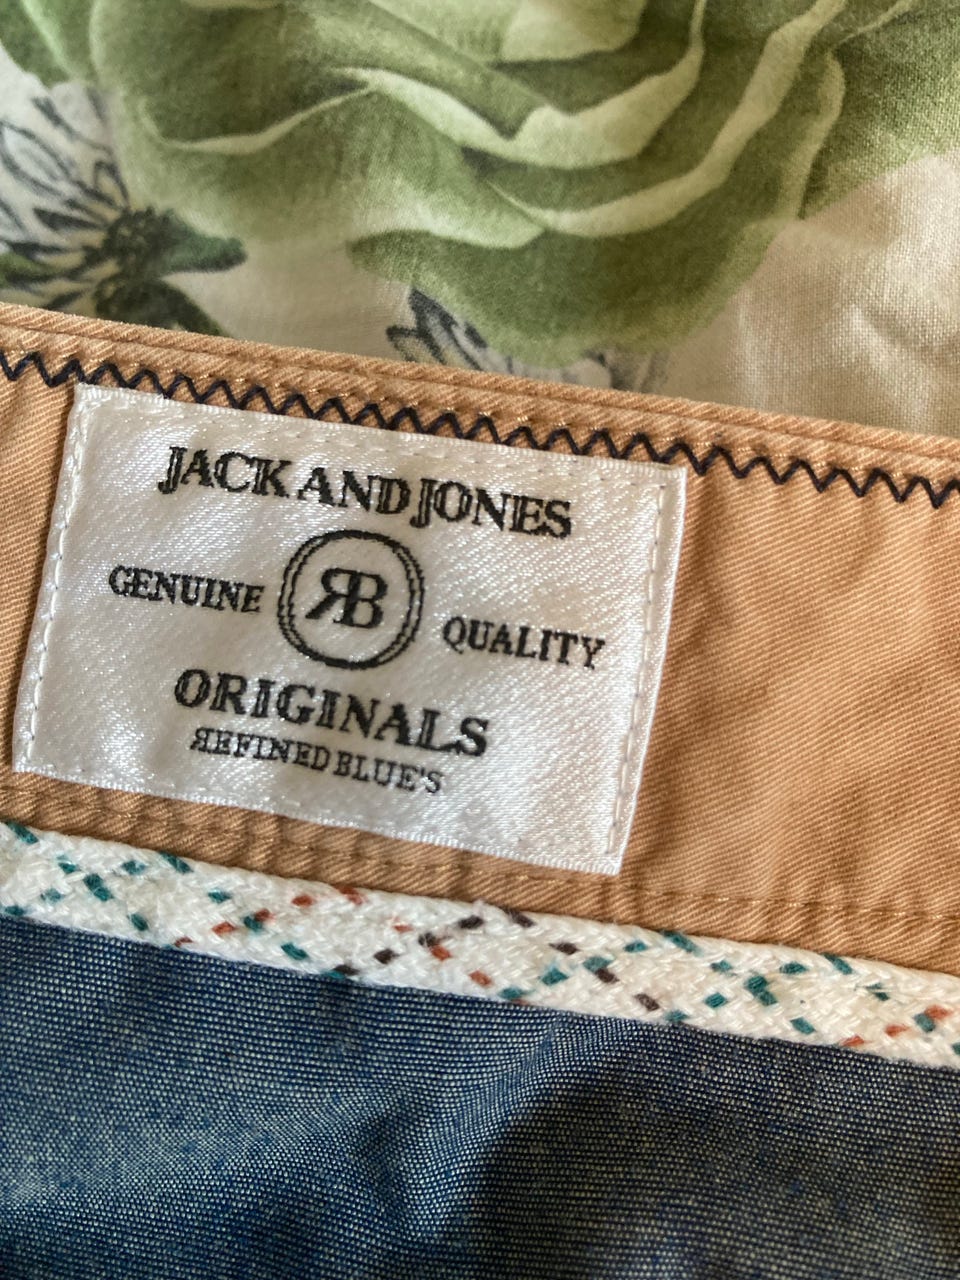 JACK AND JONES
GENUINE RB QUALITY
ORIGINALS
REFINED BLUE'S